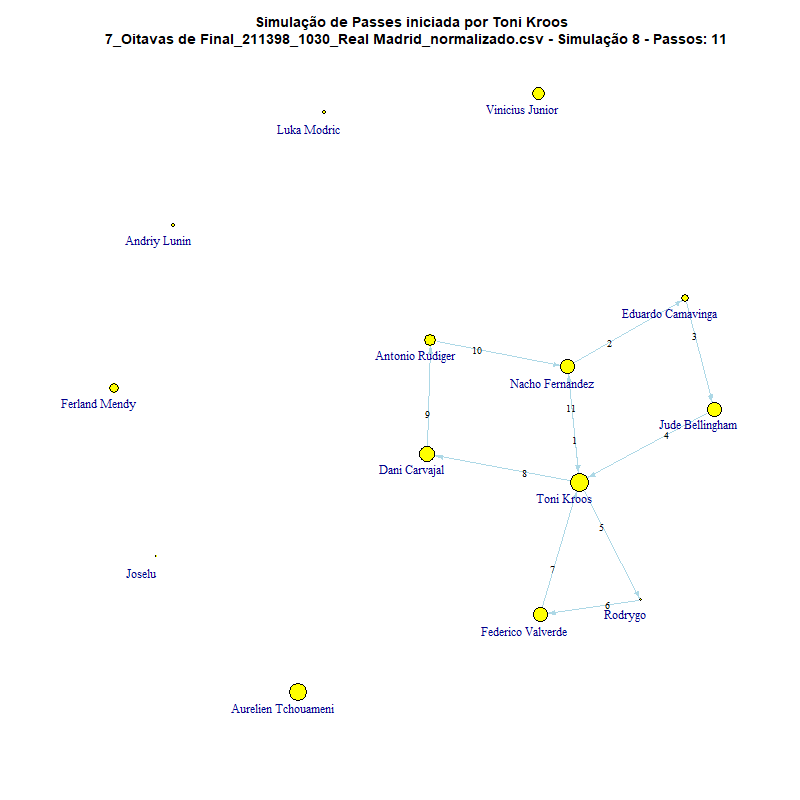 Simulação de Passes iniciada por Toni Kroos
7_Oitavas de Final_211398_1030_Real Madrid_normalizado.csv - Simulação 8 - Passos: 11
Vinicius Junior
Luka Modric
Andriy Lunin
Eduardo Camavinga
3
2
10
Antonio Rudiger
Nacho Fernandez
Ferland Mendy
11
9
Jude Bellingham
4
1
Dani Carvajal
8
Toni Kroos
5
7
Joselu
6
Rodrygo
Federico Valverde
Aurelien Tchouameni